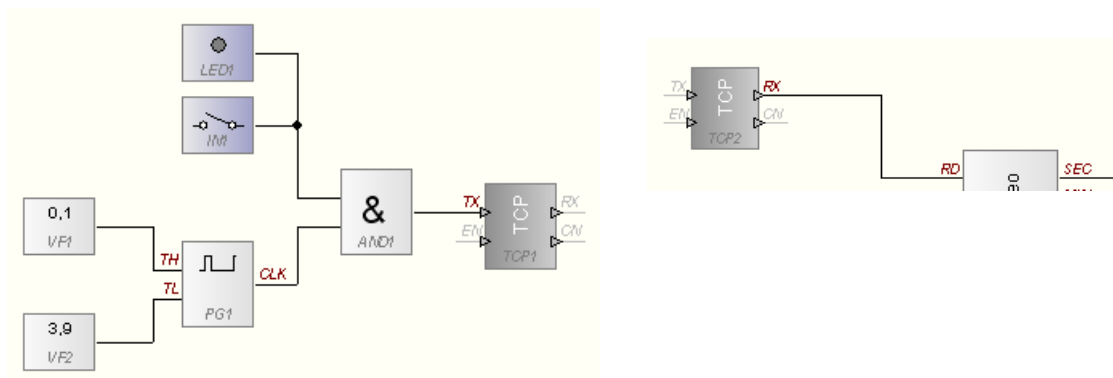 LED1
IN1
0,1
VF1
3,9
VF2
TH
TL
PG1
CLK
&
AND1
TX
EN
TCP
TCP1
RX
CN
TX
EN
TCP
TCP2
RX
CN
RD
SEC